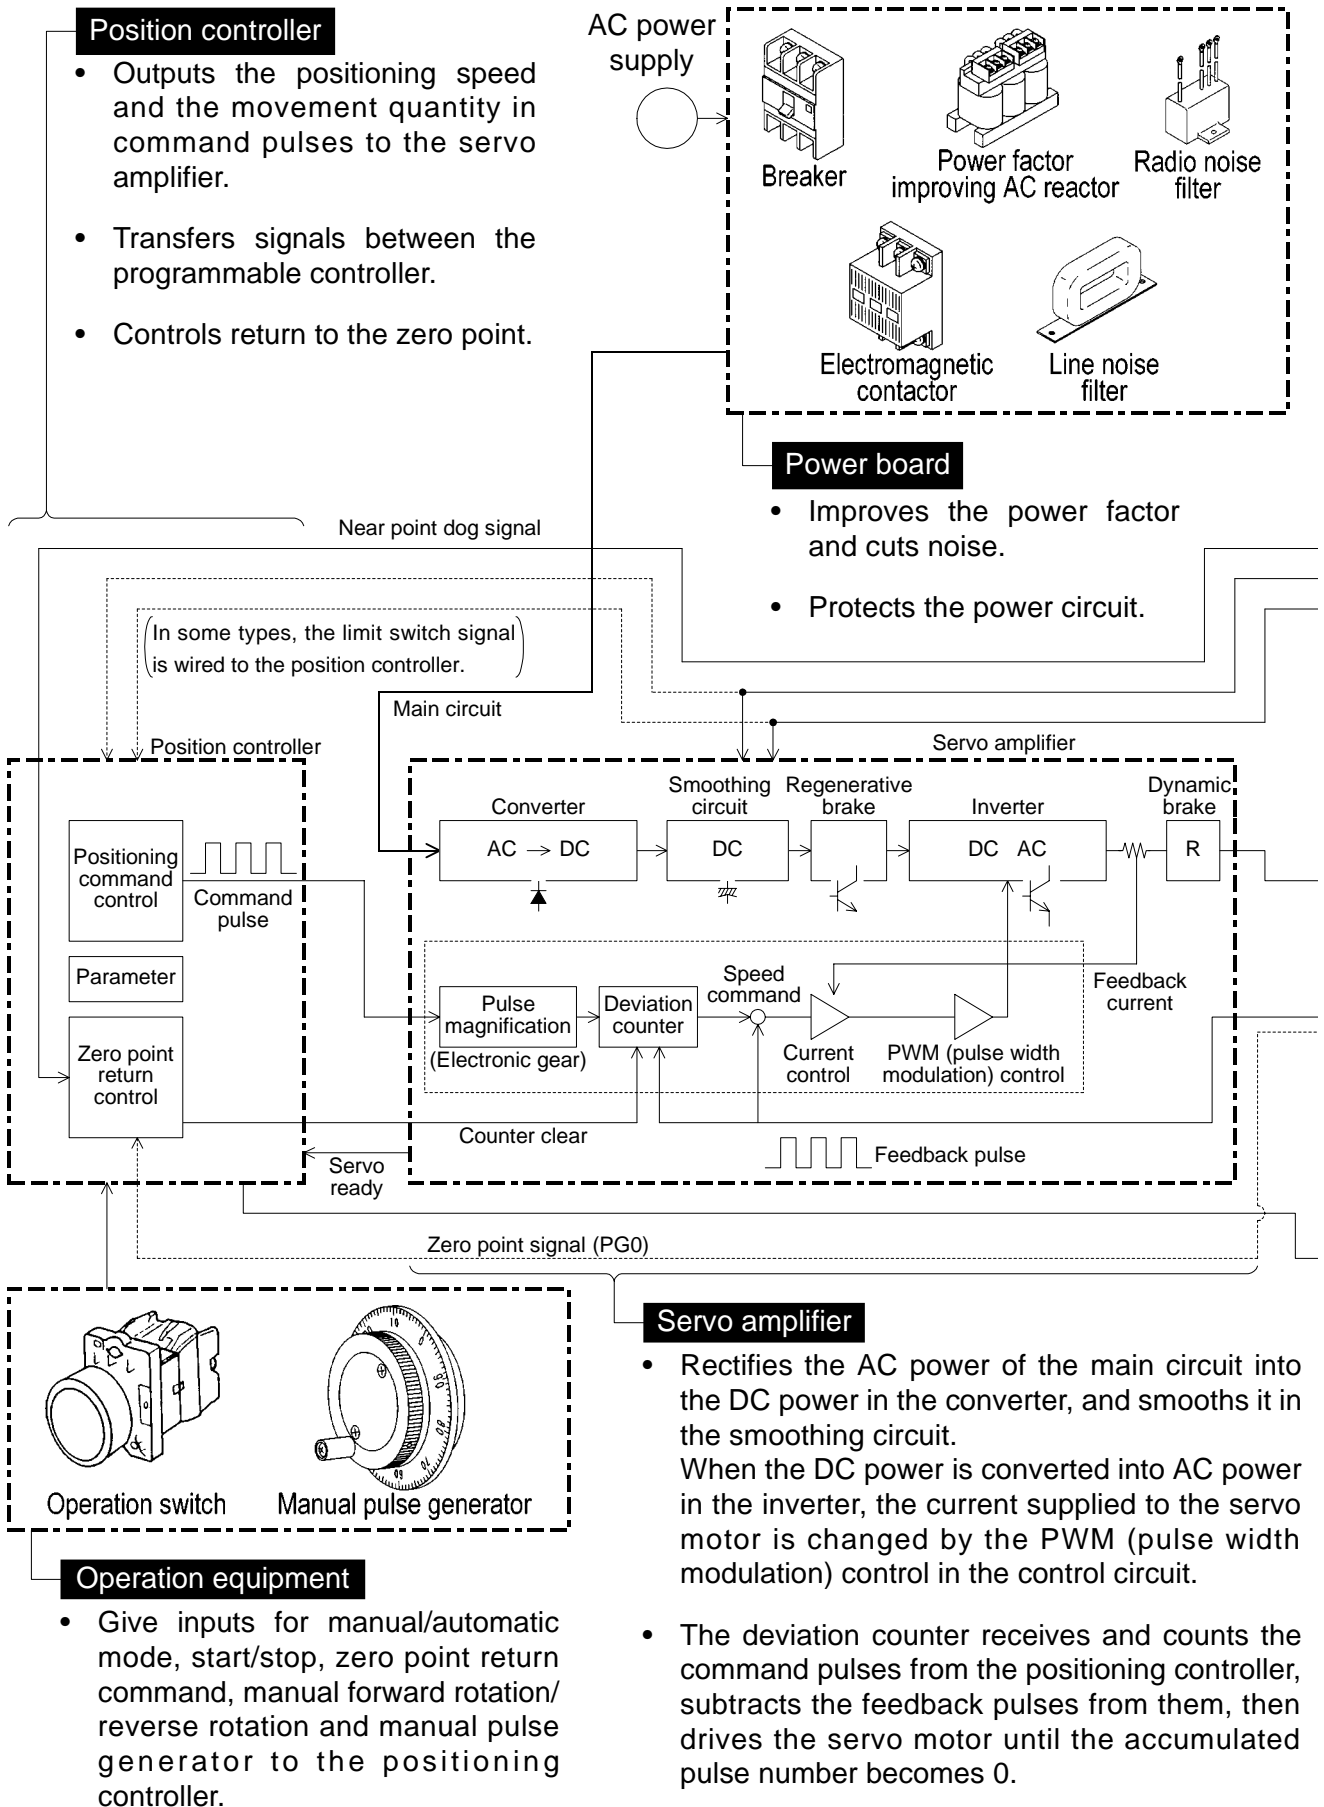 Position controller
• Outputs the positioning speed
and the movement quantity in
command pulses to the servo
amplifier.
• Transfers signals between the
programmable controller.
• Controls return to the zero point.
AC power
supply
Breaker
Power factor
improving AC reactor
Radio noise
filter
Electromagnetic
contactor
Line noise
filter
Power board
• Improves the power factor
and cuts noise.
• Protects the power circuit.
Near point dog signal
(In some types, the limit switch signal
is wired to the position controller.)
Main circuit
Position controller
Positioning
command
control
Command
pulse
Parameter
Zero point
return
control
Servo amplifier
Converter
AC → DC
Smoothing
circuit
DC
Regenerative
brake
Inverter
DC AC
Dynamic
brake
R
Pulse
magnification
(Electronic gear)
Deviation
counter
Speed
command
Current
control
PWM (pulse width
modulation) control
Feedback
current
Counter clear
Feedback pulse
Servo
ready
Zero point signal (PG0)
Operation switch
Manual pulse generator
Operation equipment
• Give inputs for manual/automatic
mode, start/stop, zero point return
command, manual forward rotation/
reverse rotation and manual pulse
generator to the positioning
controller.
Servo amplifier
• Rectifies the AC power of the main circuit into
the DC power in the converter, and smooths it in
the smoothing circuit.
When the DC power is converted into AC power
in the inverter, the current supplied to the servo
motor is changed by the PWM (pulse width
modulation) control in the control circuit.
• The deviation counter receives and counts the
command pulses from the positioning controller,
subtracts the feedback pulses from them, then
drives the servo motor until the accumulated
pulse number becomes 0.